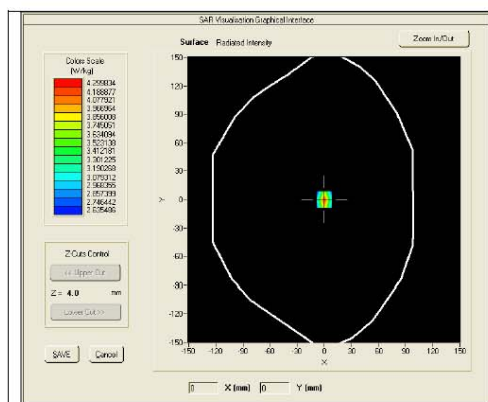 SAR Visualisation Graphical Interface
Surface Radiated Intensity
Zoom In/Out
Colors Scale
(W/kg)
4.299834
4.188877
4.077921
3.966964
3.856008
3.745051
3.634094
3.523138
3.412181
3.301225
3.190268
3.079312
2.968355
2.857399
2.746442
2.635486
Z Cuts Control
<< Upper Cut
Z = 4.0 mm
Lower Cut >>
SAVE Cancel
150
120
90
60
30
0
-30
-60
-90
-120
-150
Y
-150 -120 -90 -60 -30 0 30 60 90 120 150
X
0 X (mm) 0 Y (mm)